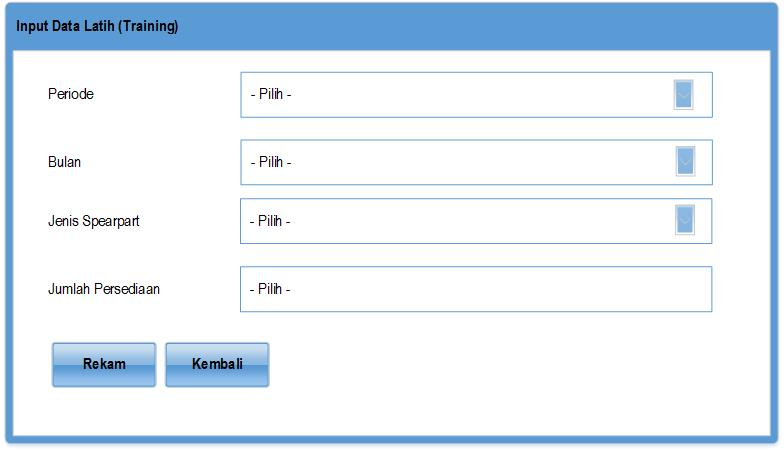 Input Data Latih (Training)
Periode - Pilih -
Bulan - Pilih -
Jenis Spearpart - Pilih -
Jumlah Persediaan - Pilih -
Rekam Kembali